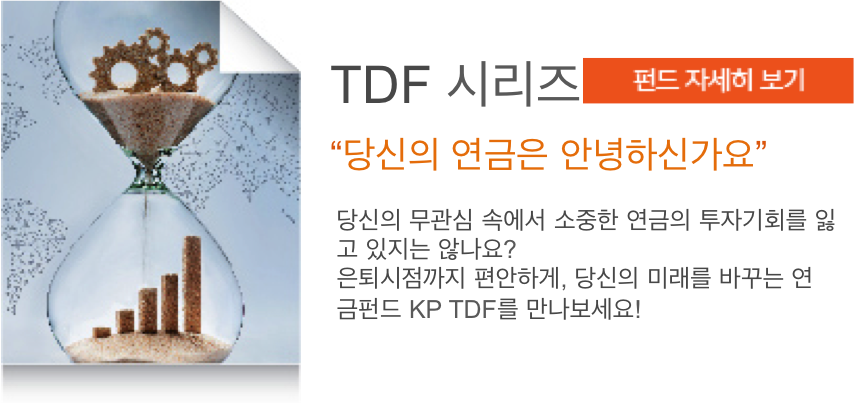 TDF 시리즈
펀드 자세히 보기
“당신의 연금은 안녕하신가요”
당신의 무관심 속에서 소중한 연금의 투자기회를 잃
고 있지는 않나요?
은퇴시점까지 편안하게, 당신의 미래를 바꾸는 연
금펀드 KP TDF를 만나보세요!